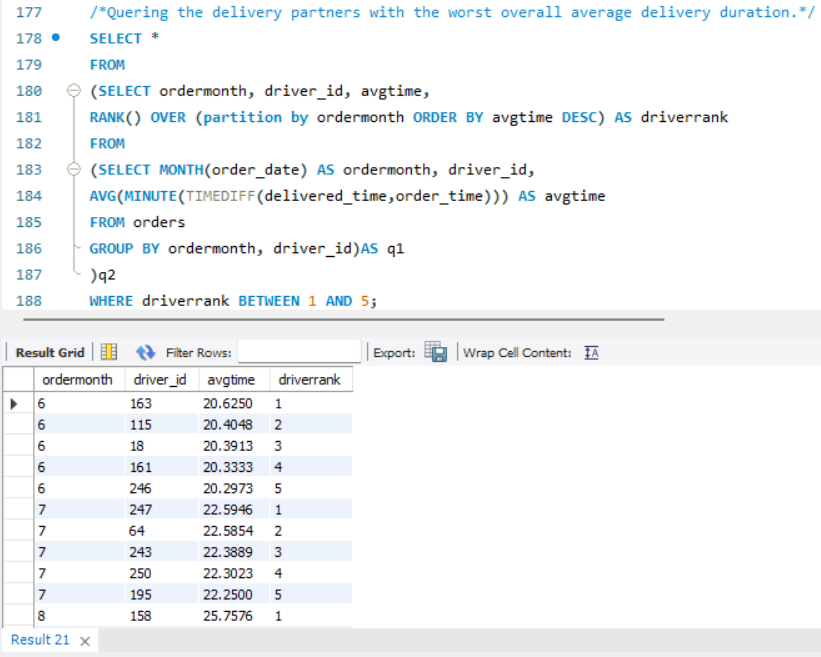 177 /*Quering the delivery partners with the worst overall average delivery duration.*/
178 SELECT *
179 FROM
180 (SELECT ordermonth, driver_id, avgtime,
181 RANK() OVER (partition by ordermonth ORDER BY avgtime DESC) AS driverrank
182 FROM
183 (SELECT MONTH(order_date) AS ordermonth, driver_id,
184 AVG(MINUTE(TIMEDIFF(delivered_time,order_time))) AS avgtime
185 FROM orders
186 GROUP BY ordermonth, driver_id)AS q1
187 )q2
188 WHERE driverrank BETWEEN 1 AND 5;
Result Grid Filter Rows: Export: Wrap Cell Content: IA
ordermonth driver_id avgtime driverrank
6 163 20.6250 1
6 115 20.4048 2
6 18 20.3913 3
6 161 20.3333 4
6 246 20.2973 5
7 247 22.5946 1
7 64 22.5854 2
7 243 22.3889 3
7 250 22.3023 4
7 195 22.2500 5
8 158 25.7576 1
Result 21 ×